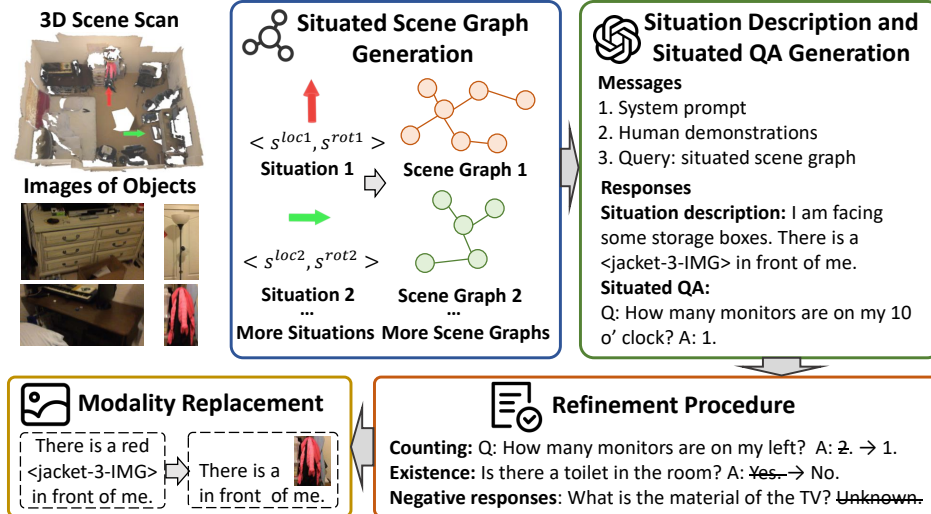 3D Scene Scan
Images of Objects
Situated Scene Graph
Generation
< s^loc1, s^rot1 >
Situation 1
Scene Graph 1
< s^loc2, s^rot2 >
Situation 2
Scene Graph 2
...
...
More Situations
More Scene Graphs
Situation Description and
Situated QA Generation
Messages
1. System prompt
2. Human demonstrations
3. Query: situated scene graph
Responses
Situation description: I am facing
some storage boxes. There is a
<jacket-3-IMG> in front of me.
Situated QA:
Q: How many monitors are on my 10
o' clock? A: 1.
Refinement Procedure
Counting: Q: How many monitors are on my left? A: 2. → 1.
Existence: Is there a toilet in the room? A: Yes. → No.
Negative responses: What is the material of the TV? Unknown.
Modality Replacement
There is a red
<jacket-3-IMG>
in front of me.
There is a
in front of me.